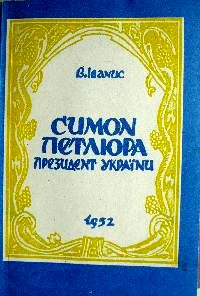 В. Іванис
СИМОН
ПЕТЛЮРА
ПРЕЗИДЕНТ УКРАЇНИ
1952